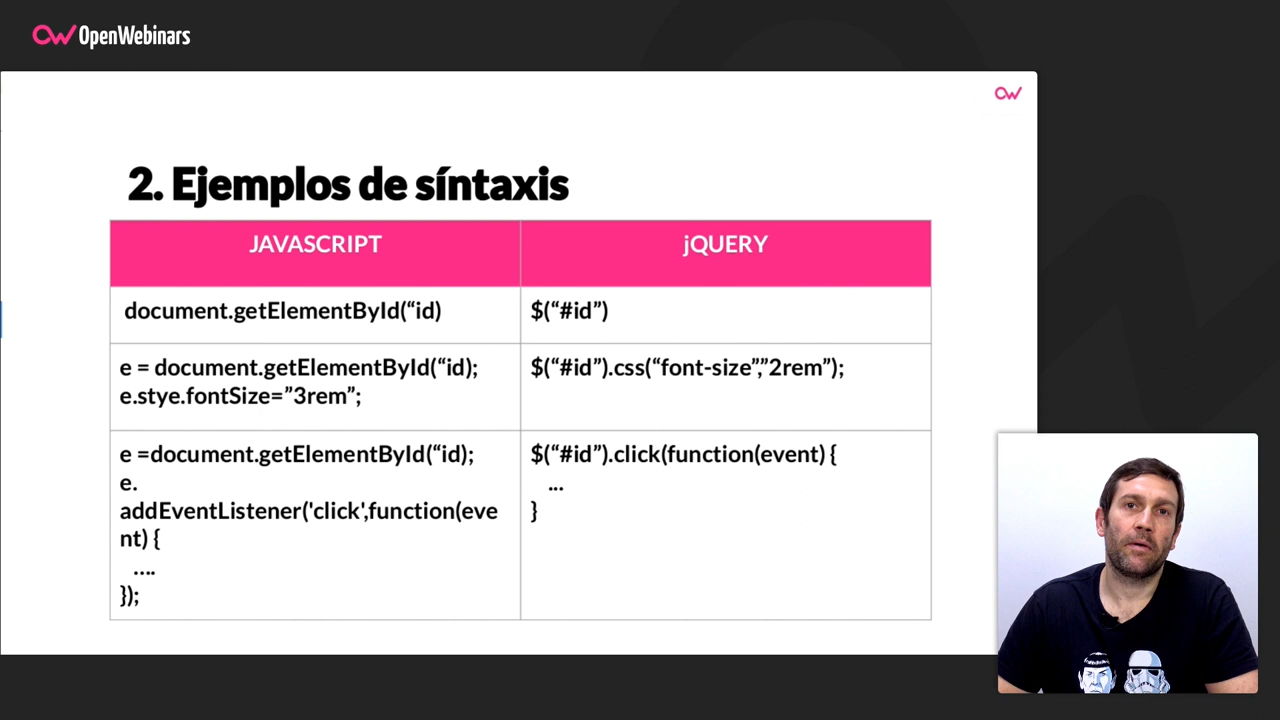 OpenWebinars
2. Ejemplos de síntaxis
JAVASCRIPT
jQUERY
document.getElementById(“id)
$(“#id”)
e = document.getElementById(“id);
e.stye.fontSize=”3rem”;
$(“#id”).css(“font-size”,”2rem”);
e =document.getElementById(“id);
e.
addEventListener('click',function(eve
nt) {
....
});
$(“#id”).click(function(event) {
...
}